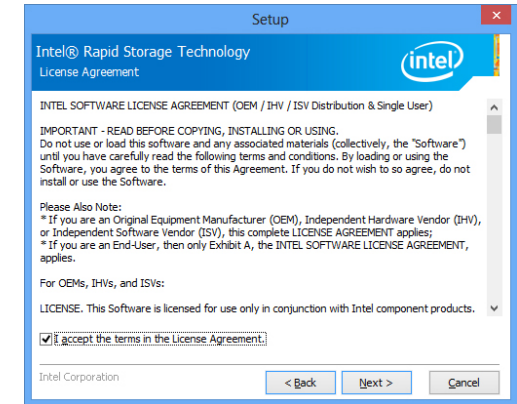 Setup
Intel® Rapid Storage Technology
License Agreement
intel
INTEL SOFTWARE LICENSE AGREEMENT (OEM / IHV / ISV Distribution & Single User)
IMPORTANT - READ BEFORE COPYING, INSTALLING OR USING.
Do not use or load this software and any associated materials (collectively, the "Software")
until you have carefully read the following terms and conditions. By loading or using the
Software, you agree to the terms of this Agreement. If you do not wish to so agree, do not
install or use the Software.
Please Also Note:
* If you are an Original Equipment Manufacturer (OEM), Independent Hardware Vendor (IHV),
or Independent Software Vendor (ISV), this complete LICENSE AGREEMENT applies;
* If you are an End-User, then only Exhibit A, the INTEL SOFTWARE LICENSE AGREEMENT,
applies.
For OEMs, IHVs, and ISVs:
LICENSE. This Software is licensed for use only in conjunction with Intel component products.
I accept the terms in the License Agreement.
Intel Corporation
< Back
Next >
Cancel